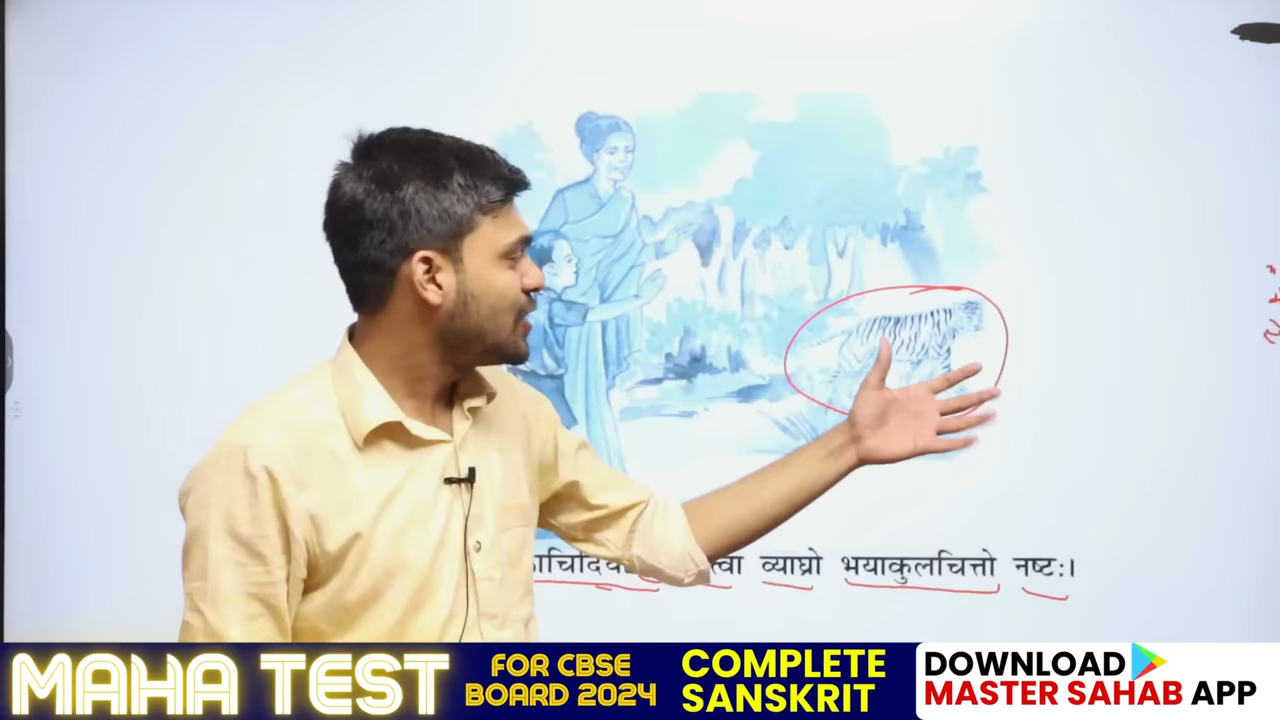 व्याघ्रो भयाकुलचित्तो नष्टः।
MAHA TEST
FOR CBSE
BOARD 2024
COMPLETE
SANSKRIT
DOWNLOAD
MASTER SAHAB APP